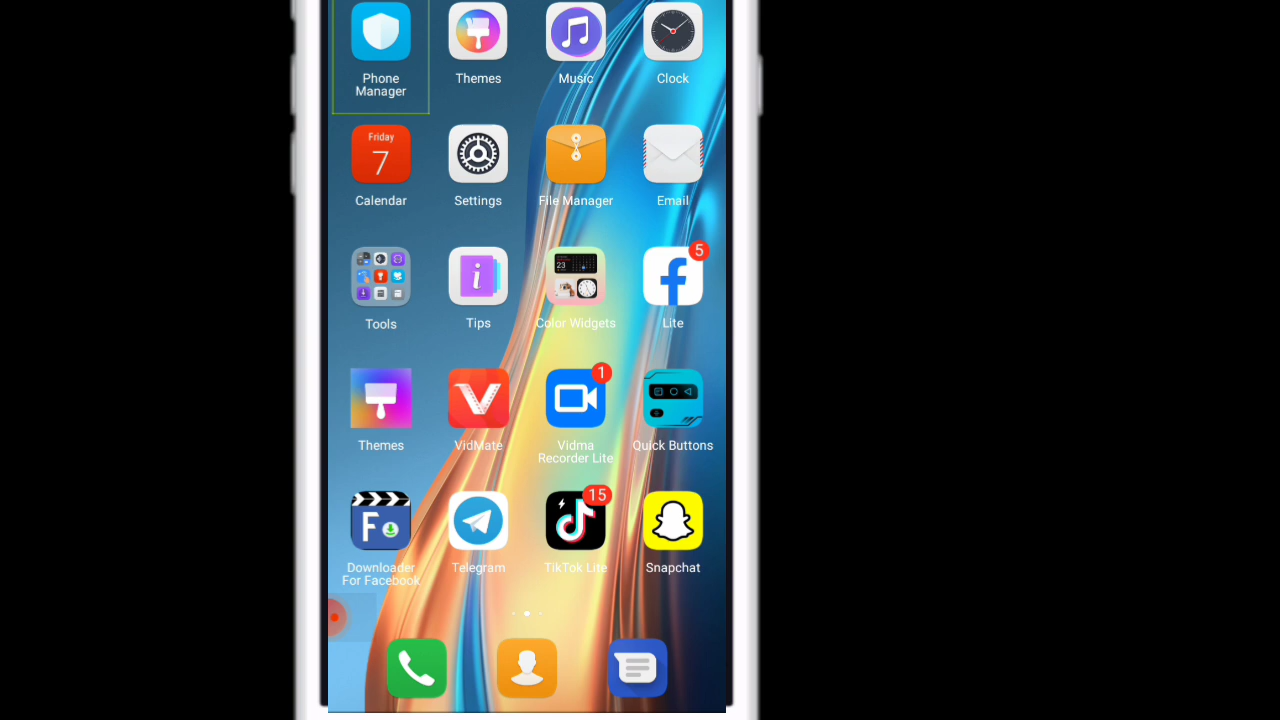 Phone
Manager
Themes
Music
Clock
Friday
7
Calendar
Settings
File Manager
Email
Tools
i
Tips
23
Color Widgets
5
Lite
Themes
VidMate
1
Vidma
Recorder Lite
Quick Buttons
F
Downloader
For Facebook
Telegram
15
TikTok Lite
Snapchat